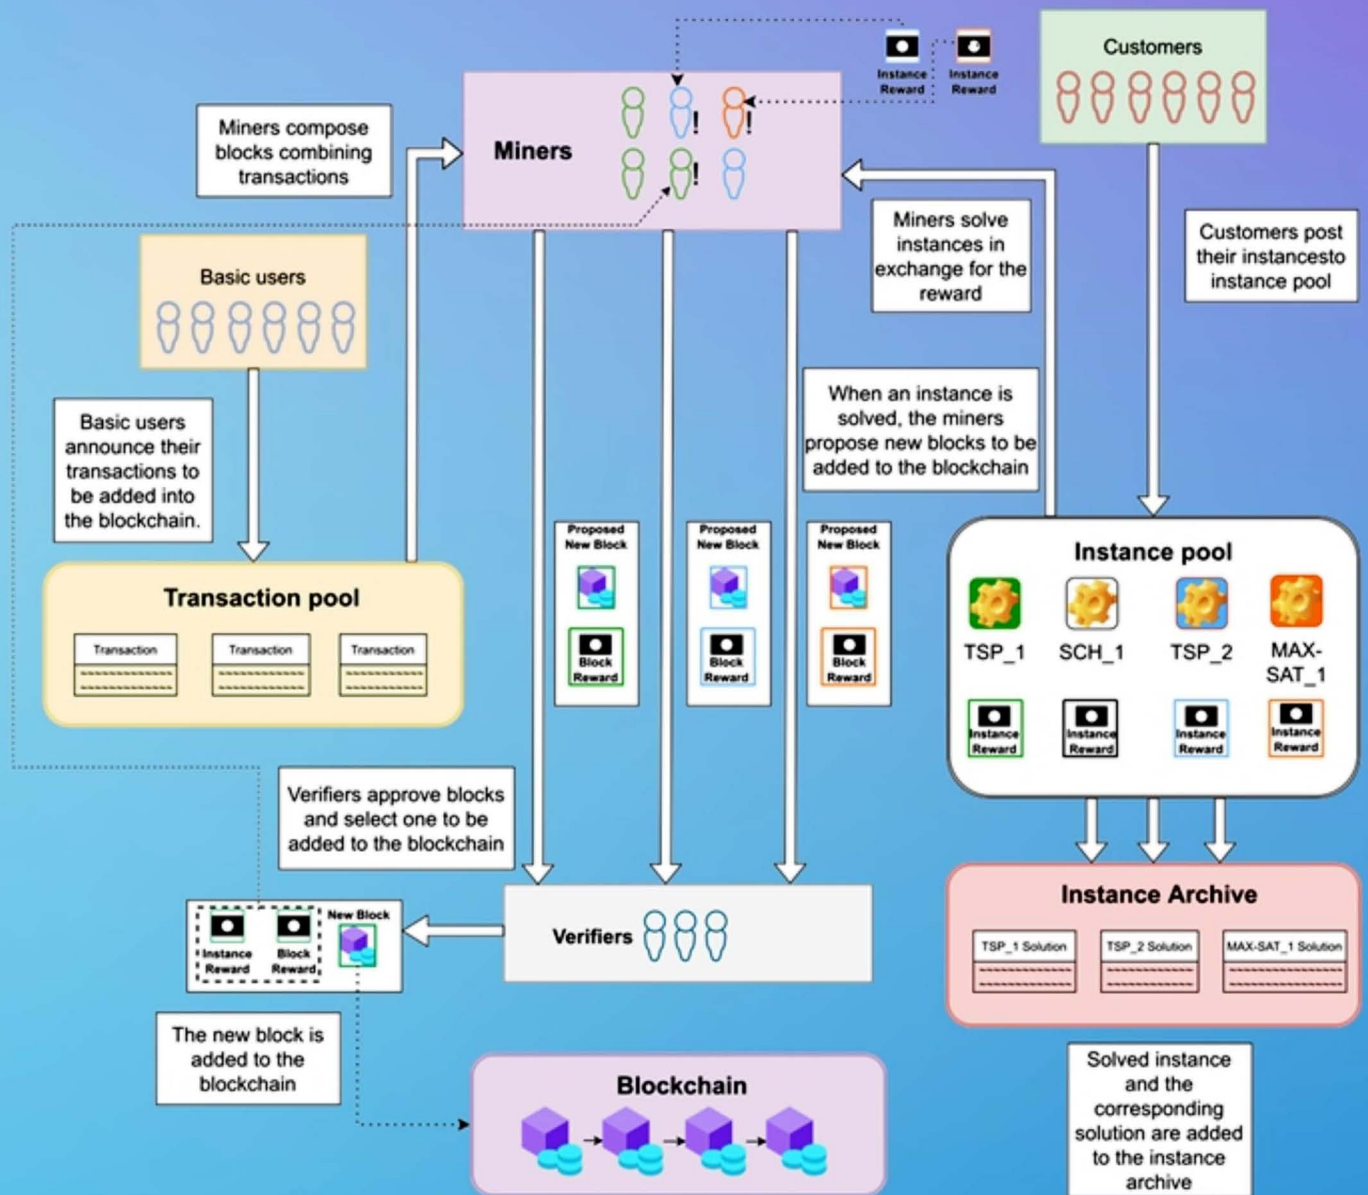 Instance
Reward
Instance
Reward
Customers
Miners compose
blocks combining
transactions
Miners
!
!
!
Miners solve
instances in
exchange for the
reward
Customers post
their instancesto
instance pool
Basic users
Basic users
announce their
transactions to
be added into
the blockchain.
When an instance is
solved, the miners
propose new blocks to be
added to the blockchain
Transaction pool
Transaction
Transaction
Transaction
Proposed
New Block
Block
Reward
Proposed
New Block
Block
Reward
Proposed
New Block
Block
Reward
Instance pool
TSP_1
SCH_1
TSP_2
MAX-
SAT_1
Instance
Reward
Instance
Reward
Instance
Reward
Instance
Reward
Verifiers approve blocks
and select one to be
added to the blockchain
Instance Archive
TSP_1 Solution
TSP_2 Solution
MAX-SAT_1 Solution
Instance
Reward
Block
Reward
New Block
Verifiers
The new block is
added to the
blockchain
Blockchain
Solved instance
and the
corresponding
solution are added
to the instance
archive